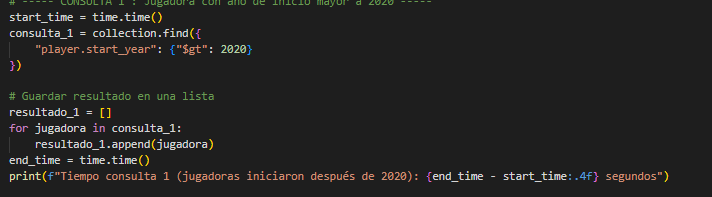 # ----- CONSULTA 1 : Jugadora con año de inicio mayor a 2020 -----
start_time = time.time()
consulta_1 = collection.find({
    "player.start_year": {"$gt": 2020}
})

# Guardar resultado en una lista
resultado_1 = []
for jugadora in consulta_1:
    resultado_1.append(jugadora)
end_time = time.time()
print(f"Tiempo consulta 1 (jugadoras iniciaron después de 2020): {end_time - start_time:.4f} segundos")